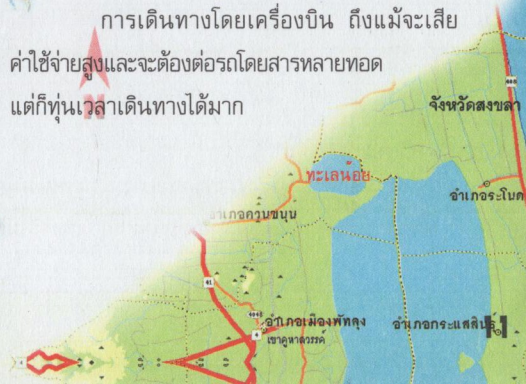 การเดินทางโดยเครื่องบิน ถึงแม้จะเสีย
ค่าใช้จ่ายสูงและจะต้องต่อรถโดยสารหลายทอด
แต่ก็ทุ่นเวลาเดินทางได้มาก
จังหวัดสงขลา
ทะเลน้อย
อำเภอระโนด
อำเภอควนขนุน
41
4048
อำเภอเมืองพัทลุง
อำเภอกระแสสินธุ์
เขาคูหาสวรรค์
4